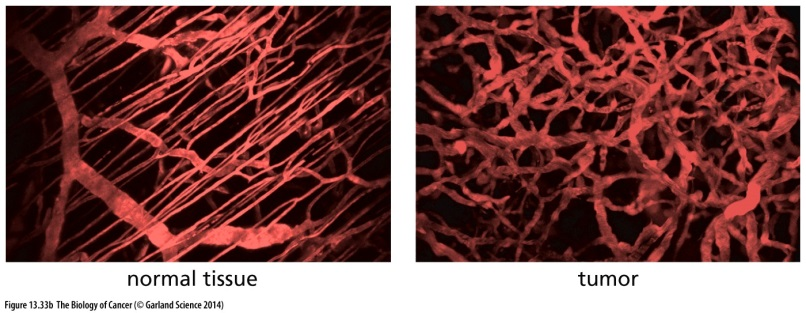 normal tissue
tumor
Figure 13.33b The Biology of Cancer (© Garland Science 2014)